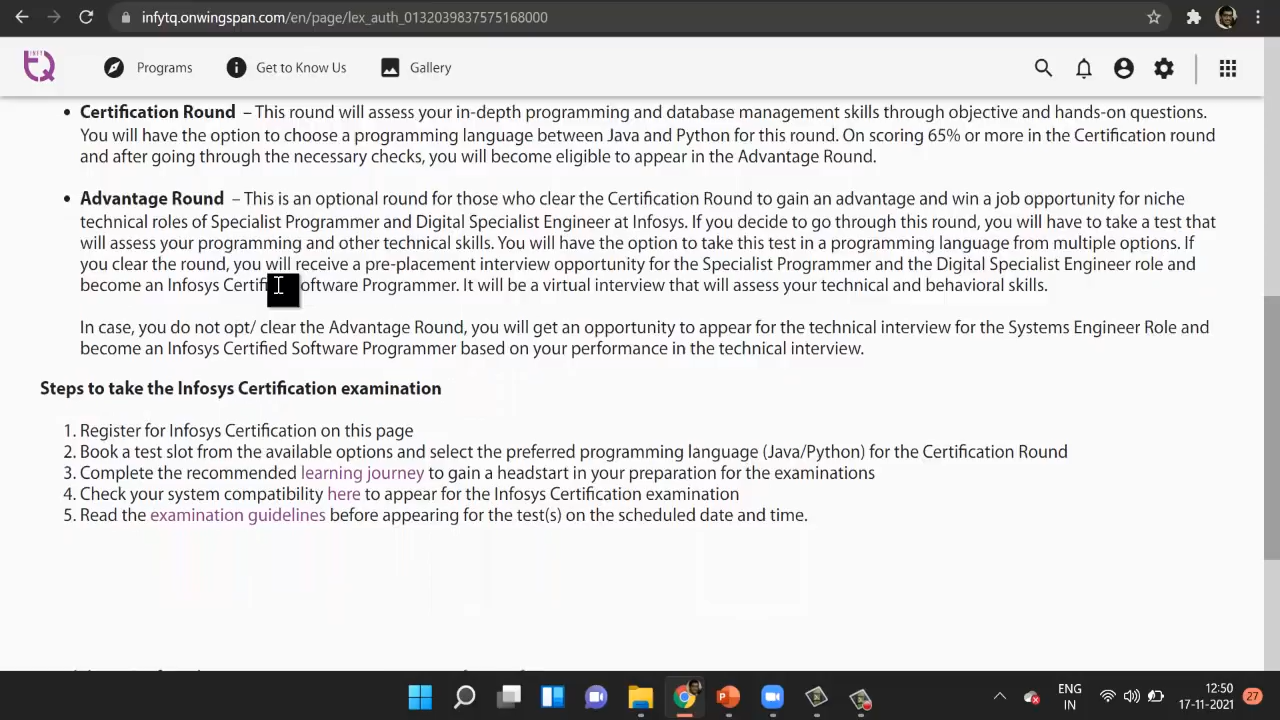 infytq.onwingspan.com/en/page/lex_auth_0132039837575168000
INFY TQ Programs Get to Know Us Gallery
• Certification Round – This round will assess your in-depth programming and database management skills through objective and hands-on questions.
You will have the option to choose a programming language between Java and Python for this round. On scoring 65% or more in the Certification round
and after going through the necessary checks, you will become eligible to appear in the Advantage Round.
• Advantage Round – This is an optional round for those who clear the Certification Round to gain an advantage and win a job opportunity for niche
technical roles of Specialist Programmer and Digital Specialist Engineer at Infosys. If you decide to go through this round, you will have to take a test that
will assess your programming and other technical skills. You will have the option to take this test in a programming language from multiple options. If
you clear the round, you will receive a pre-placement interview opportunity for the Specialist Programmer and the Digital Specialist Engineer role and
become an Infosys Certifi oftware Programmer. It will be a virtual interview that will assess your technical and behavioral skills.
In case, you do not opt/ clear the Advantage Round, you will get an opportunity to appear for the technical interview for the Systems Engineer Role and
become an Infosys Certified Software Programmer based on your performance in the technical interview.
Steps to take the Infosys Certification examination
1. Register for Infosys Certification on this page
2. Book a test slot from the available options and select the preferred programming language (Java/Python) for the Certification Round
3. Complete the recommended learning journey to gain a headstart in your preparation for the examinations
4. Check your system compatibility here to appear for the Infosys Certification examination
5. Read the examination guidelines before appearing for the test(s) on the scheduled date and time.
ENG
IN
12:50
17-11-2021
27